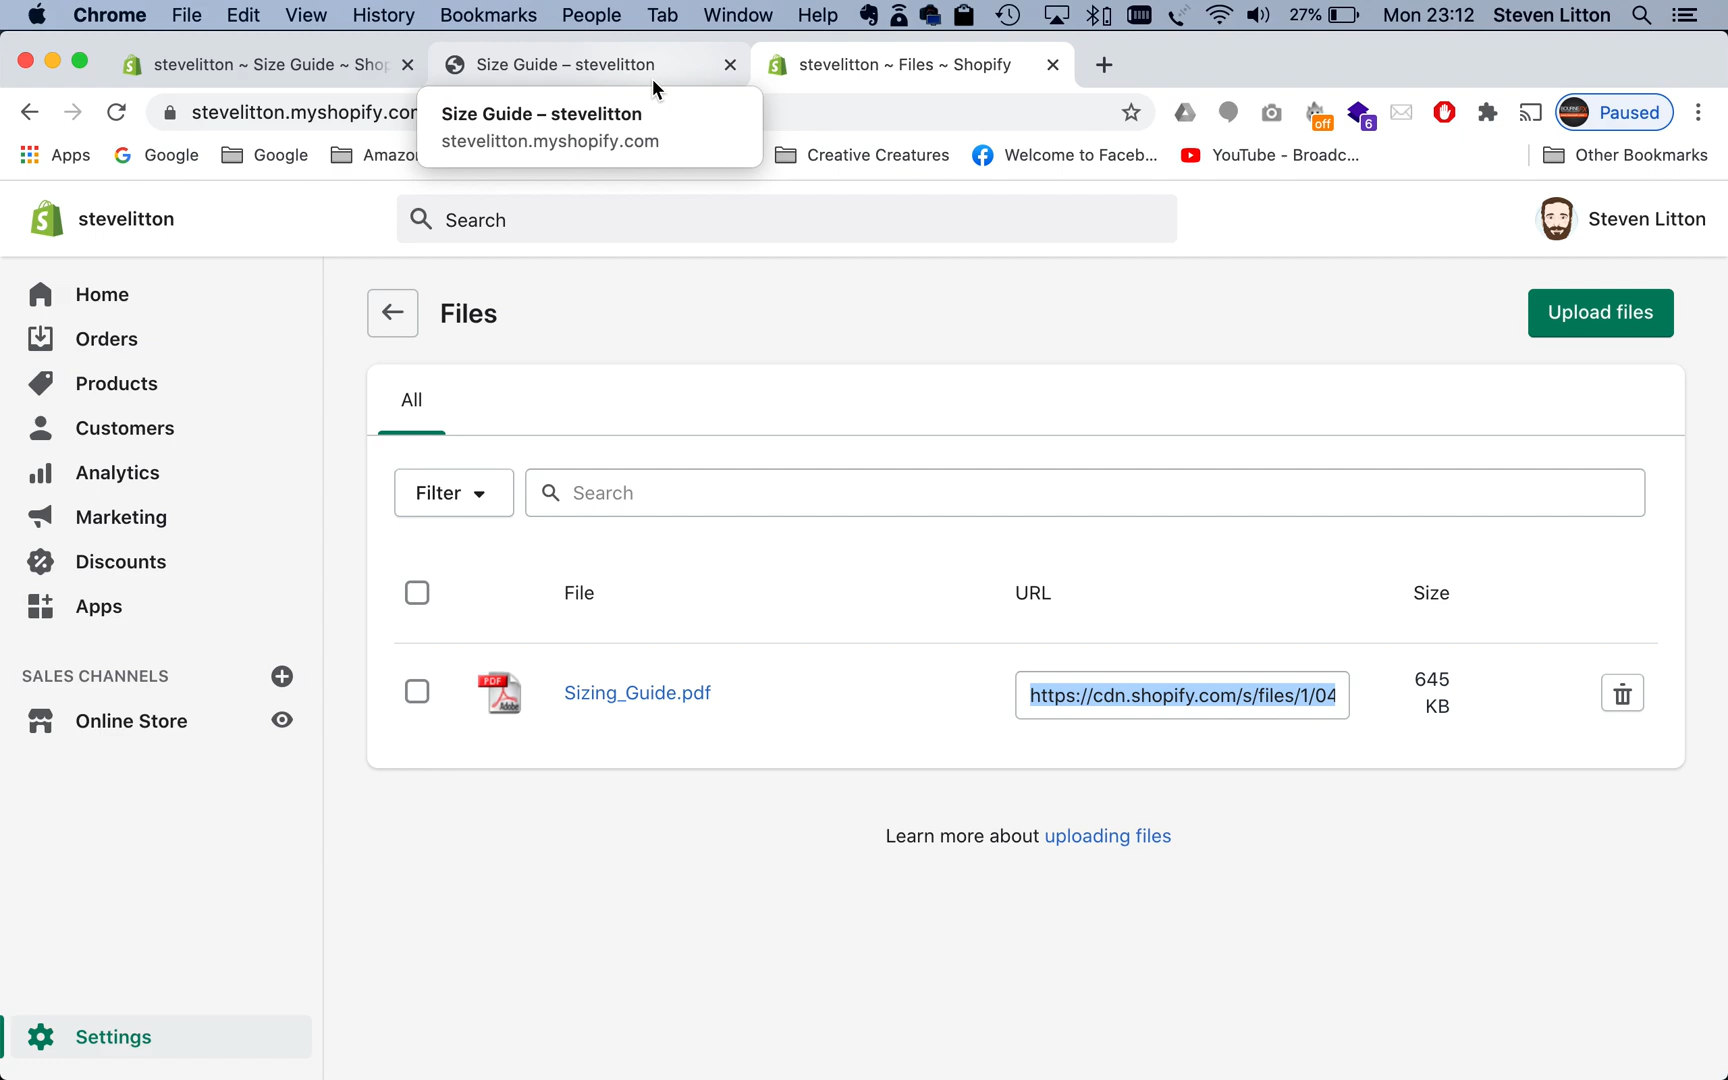 Chrome File Edit View History Bookmarks People Tab Window Help 27% Mon 23:12 Steven Litton
stevelitton ~ Size Guide ~ Shop Size Guide – stevelitton stevelitton ~ Files ~ Shopify
stevelitton.myshopify.com off 6 Paused
Size Guide – stevelitton
stevelitton.myshopify.com
Apps Google Google Amazon Creative Creatures Welcome to Faceb... YouTube - Broadc... Other Bookmarks
stevelitton Search Steven Litton
Home
Orders
Products
Customers
Analytics
Marketing
Discounts
Apps
SALES CHANNELS
Online Store
Settings
Files Upload files
All
Filter Search
File URL Size
PDF Adobe Sizing_Guide.pdf https://cdn.shopify.com/s/files/1/04 645
KB
Learn more about uploading files